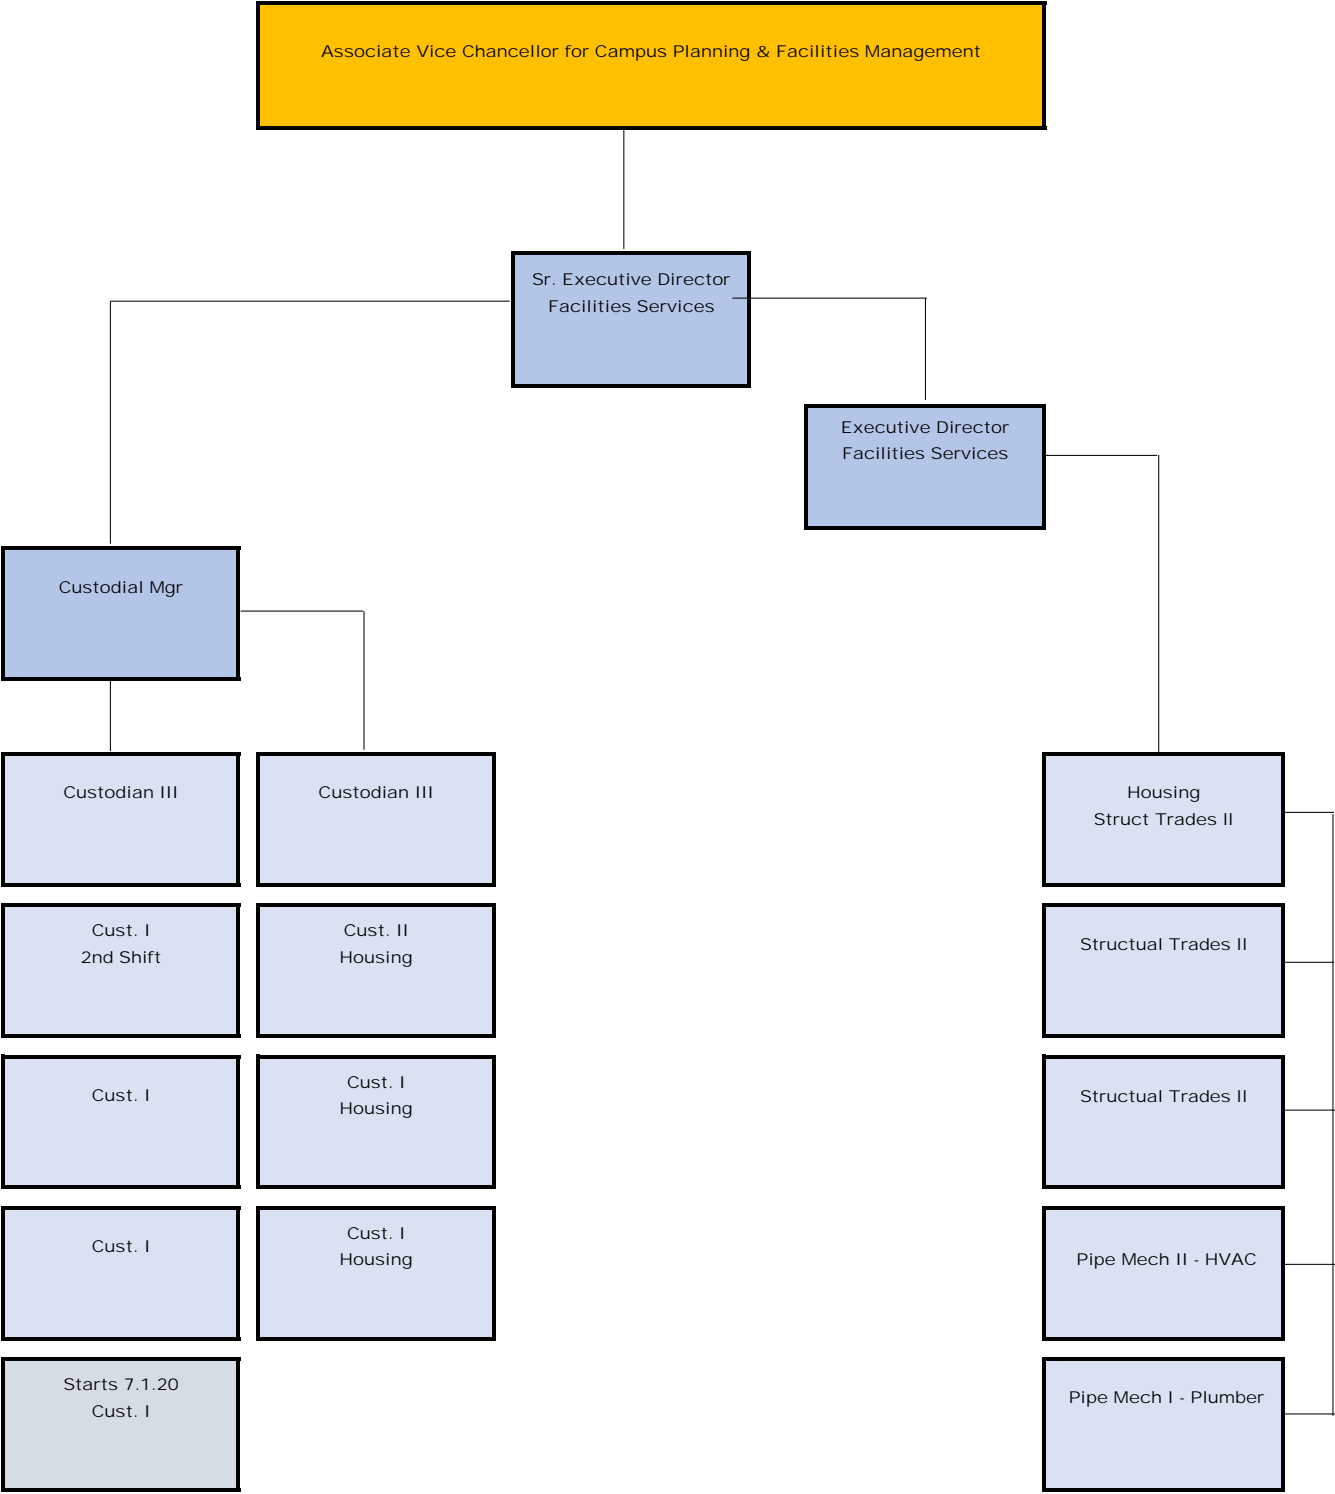 Associate Vice Chancellor for Campus Planning & Facilities Management
Sr. Executive Director
Facilities Services
Executive Director
Facilities Services
Custodial Mgr
Custodian III
Custodian III
Housing
Struct Trades II
Cust. I
2nd Shift
Cust. II
Housing
Structual Trades II
Cust. I
Cust. I
Housing
Structual Trades II
Cust. I
Cust. I
Housing
Pipe Mech II - HVAC
Starts 7.1.20
Cust. I
Pipe Mech I - Plumber